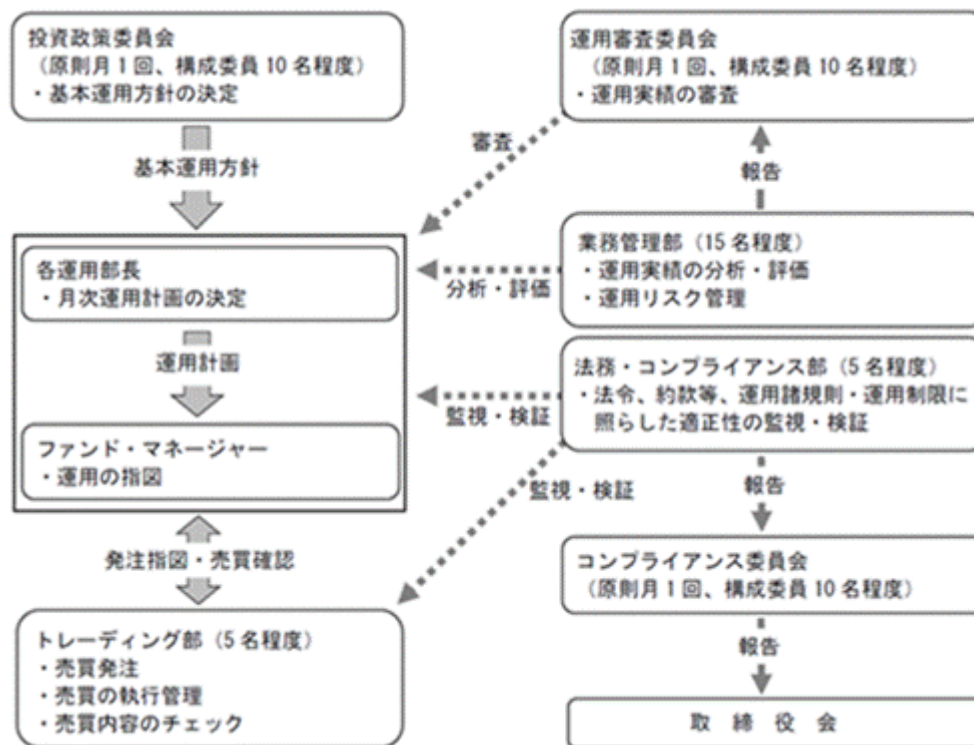 投資政策委員会
(原則月1回、構成委員10名程度)
・基本運用方針の決定
基本運用方針
各運用部長
・月次運用計画の決定
運用計画
ファンド・マネージャー
・運用の指図
発注指図・売買確認
トレーディング部(5名程度)
・売買発注
・売買の執行管理
・売買内容のチェック
運用審査委員会
(原則月1回、構成委員10名程度)
・運用実績の審査
審査
報告
業務管理部(15名程度)
・運用実績の分析・評価
・運用リスク管理
分析・評価
法務・コンプライアンス部(5名程度)
・法令、約款等、運用諸規則・運用制限に
照らした適正性の監視・検証
監視・検証
監視・検証
報告
コンプライアンス委員会
(原則月1回、構成委員10名程度)
報告
取締役会